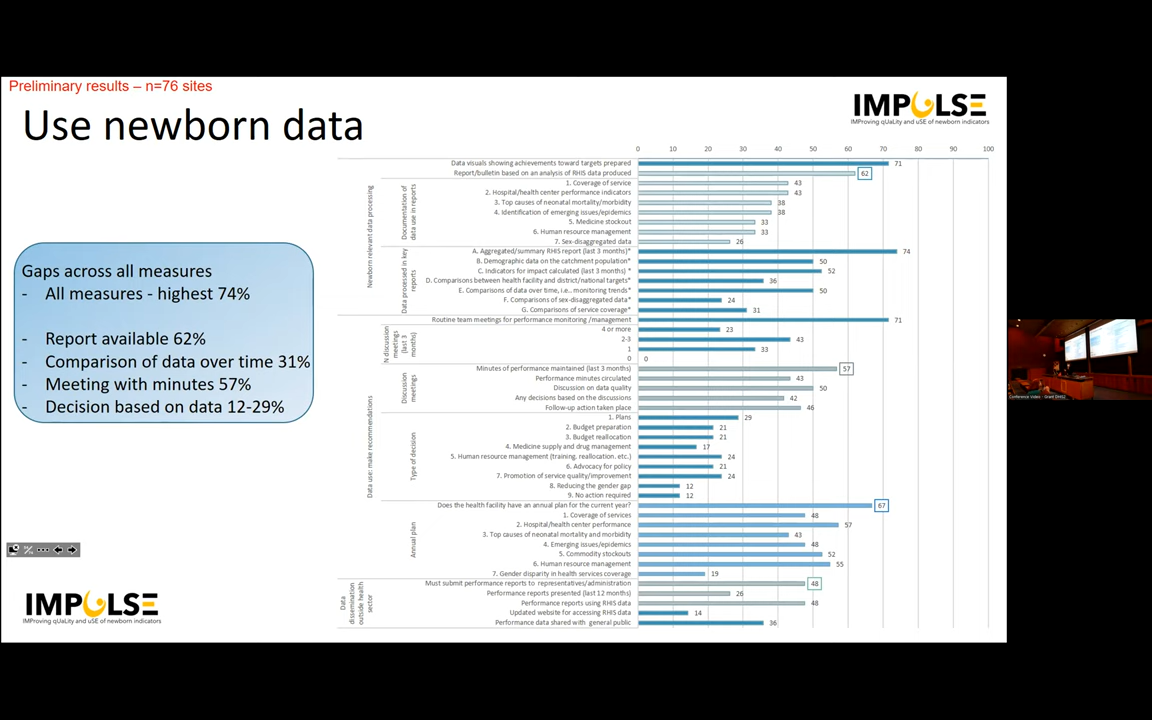 Preliminary results – n=76 sites
Use newborn data
IMPULSE
IMProving qUaLity and uSE of newborn indicators
Gaps across all measures
- All measures - highest 74%
- Report available 62%
- Comparison of data over time 31%
- Meeting with minutes 57%
- Decision based on data 12-29%
0 10 20 30 40 50 60 70 80 90 100
Newborn relevant data processing
Data visuals showing achievements toward targets prepared 71
Report/bulletin based on an analysis of RHIS data produced 62
Documentation of data use in reports
1. Coverage of service 43
2. Hospital/health center performance indicators 43
3. Top causes of neonatal mortality/morbidity 38
4. Identification of emerging issues/epidemics 38
5. Medicine stockout 33
6. Human resource management 33
7. Sex-disaggregated data 26
Data processed in key reports
A. Aggregated/summary RHIS report (last 3 months)* 74
B. Demographic data on the catchment population* 50
C. Indicators for impact calculated (last 3 months) * 52
D. Comparisons between health facility and district/national targets* 36
E. Comparisons of data over time, i.e., monitoring trends* 50
F. Comparisons of sex-disaggregated data* 24
G. Comparisons of service coverage* 31
Data use: make recommendations
Routine team meetings for performance monitoring /management 71
N discussion meetings (last 3 months)
4 or more 23
2-3 43
1 33
0 0
Discussion meetings
Minutes of performance maintained (last 3 months) 57
Performance minutes circulated 43
Discussion on data quality 50
Any decisions based on the discussions 42
Follow-up action taken place 46
Type of decision
1. Plans 29
2. Budget preparation 21
3. Budget reallocation 21
4. Medicine supply and drug management 17
5. Human resource management (training. reallocation. etc.) 24
6. Advocacy for policy 21
7. Promotion of service quality/improvement 24
8. Reducing the gender gap 12
9. No action required 12
Annual plan
Does the health facility have an annual plan for the current year? 67
1. Coverage of services 48
2. Hospital/health center performance 57
3. Top causes of neonatal mortality and morbidity 43
4. Emerging issues/epidemics 48
5. Commodity stockouts 52
6. Human resource management 55
7. Gender disparity in health services coverage 19
Data dissemination outside health sector
Must submit performance reports to representatives/administration 48
Performance reports presented (last 12 months) 26
Performance reports using RHIS data 48
Updated website for accessing RHIS data 14
Performance data shared with general public 36
IMPULSE
IMProving qUaLity and uSE of newborn indicators